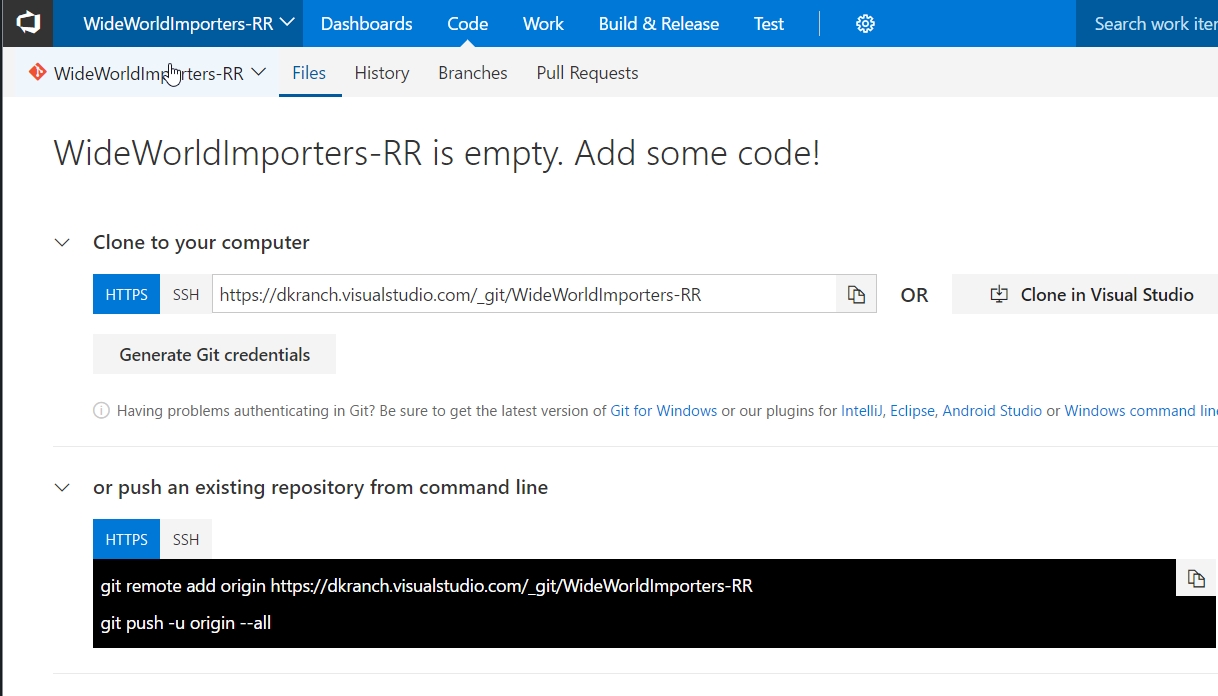 WideWorldImporters-RR Dashboards Code Work Build & Release Test Search work iter
WideWorldImporters-RR Files History Branches Pull Requests
WideWorldImporters-RR is empty. Add some code!
Clone to your computer
HTTPS SSH https://dkranch.visualstudio.com/_git/WideWorldImporters-RR OR Clone in Visual Studio
Generate Git credentials
Having problems authenticating in Git? Be sure to get the latest version of Git for Windows or our plugins for IntelliJ, Eclipse, Android Studio or Windows command line
or push an existing repository from command line
HTTPS SSH
git remote add origin https://dkranch.visualstudio.com/_git/WideWorldImporters-RR
git push -u origin --all